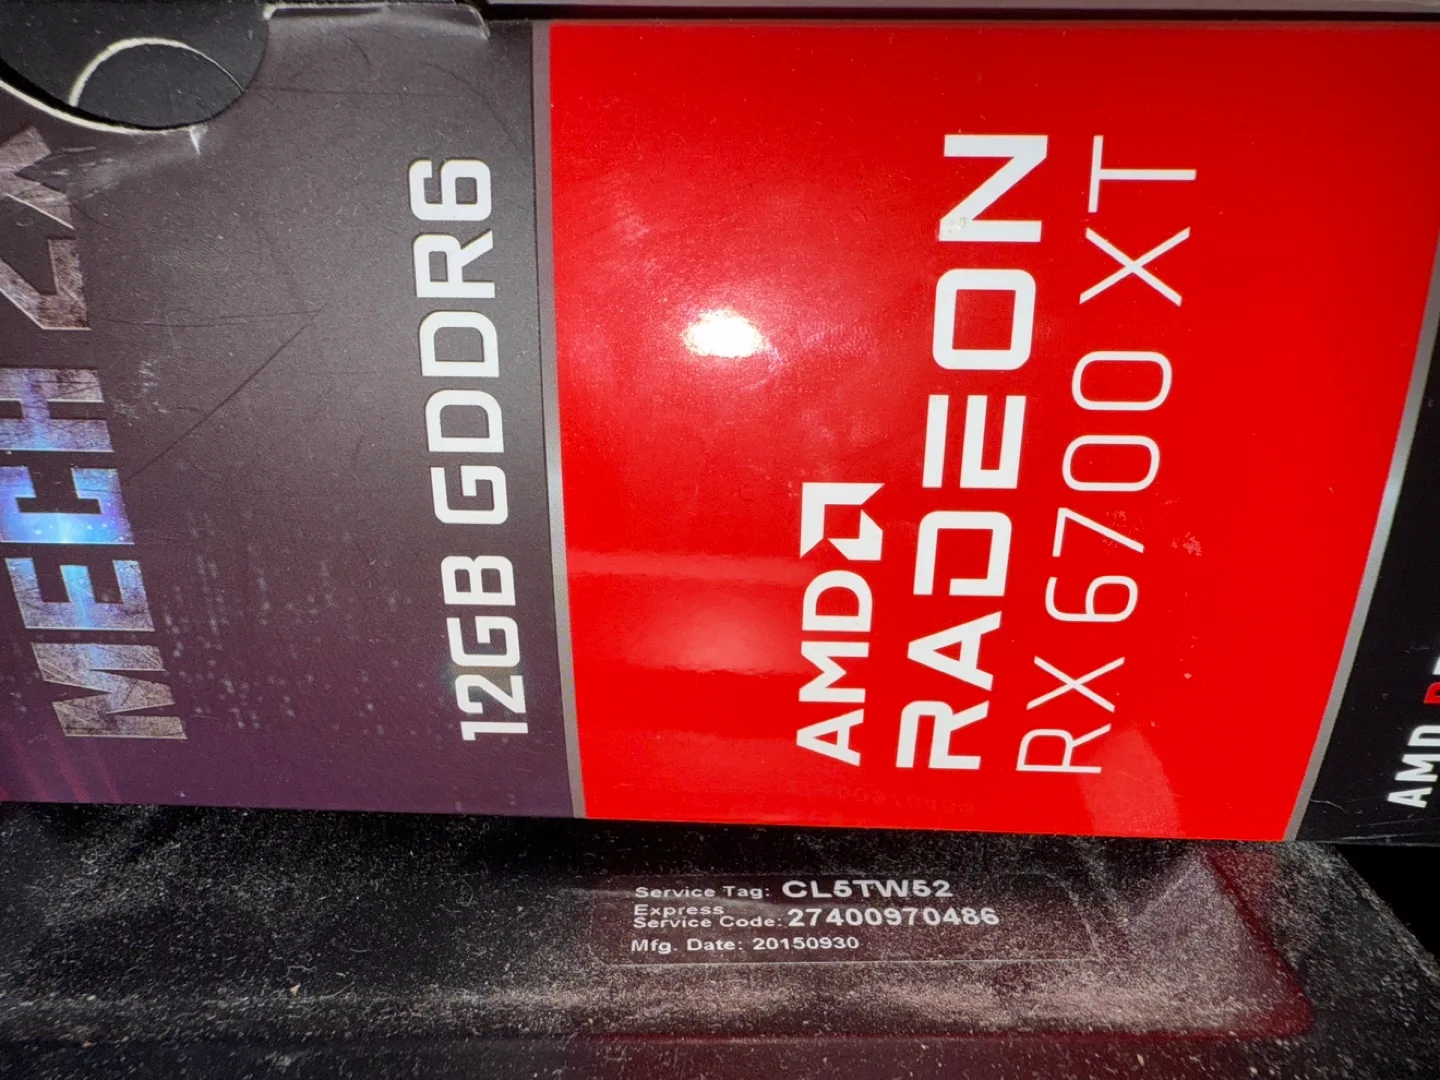 MECH 2X
12GB GDDR6
AMD
RADEON
RX 6700 XT
AMD
Service Tag: CL5TW52
Express
Service Code: 27400970486
Mfg. Date: 20150930